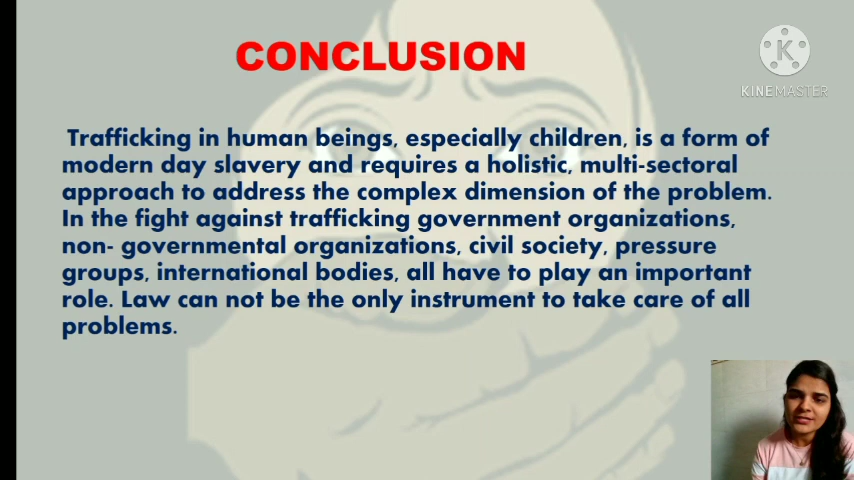 CONCLUSION
K
KINEMASTER
Trafficking in human beings, especially children, is a form of
modern day slavery and requires a holistic, multi-sectoral
approach to address the complex dimension of the problem.
In the fight against trafficking government organizations,
non- governmental organizations, civil society, pressure
groups, international bodies, all have to play an important
role. Law can not be the only instrument to take care of all
problems.